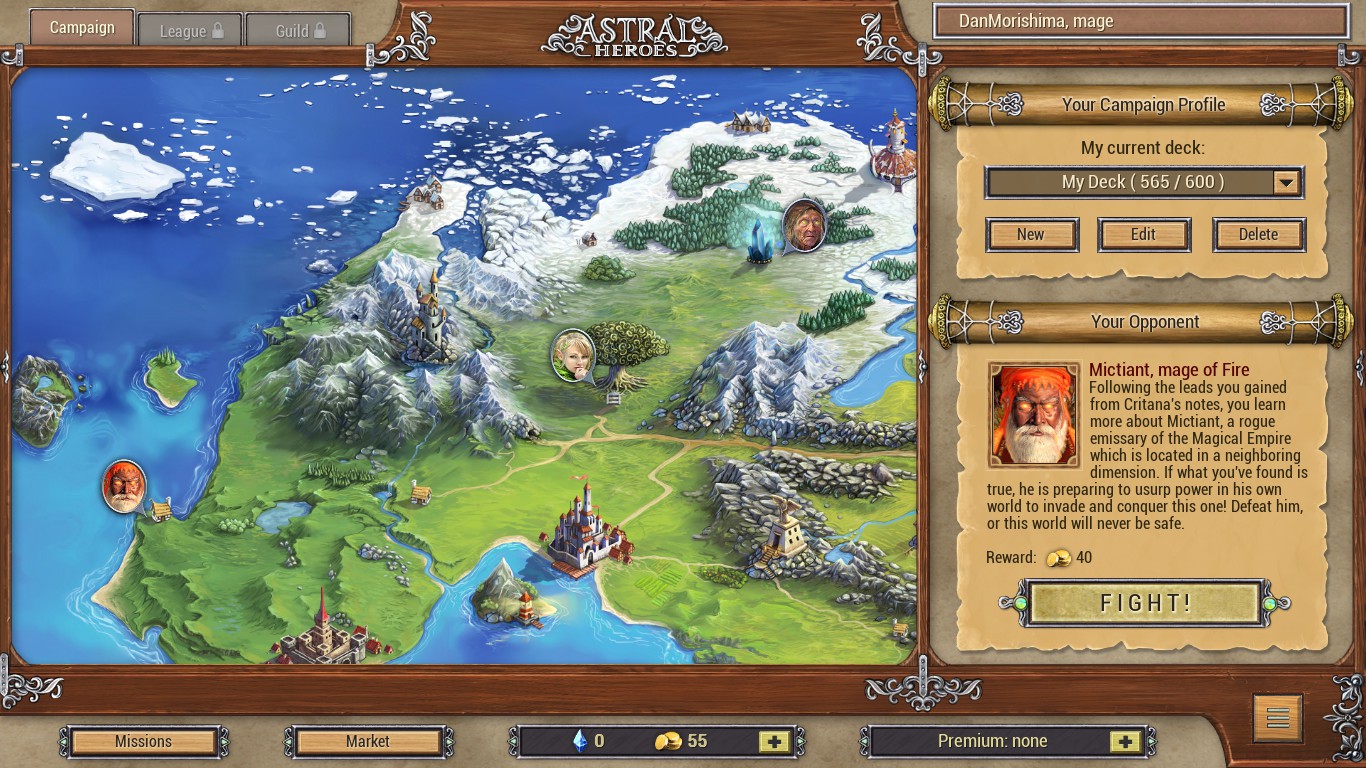 Campaign
League
Guild
ASTRAL
HEROES
DanMorishima, mage
Your Campaign Profile
My current deck:
My Deck ( 565 / 600 )
New
Edit
Delete
Your Opponent
Mictiant, mage of Fire
Following the leads you gained
from Critana's notes, you learn
more about Mictiant, a rogue
emissary of the Magical Empire
which is located in a neighboring
dimension. If what you've found is
true, he is preparing to usurp power in his own
world to invade and conquer this one! Defeat him,
or this world will never be safe.
Reward: 40
FIGHT!
Missions
Market
0
55
Premium: none